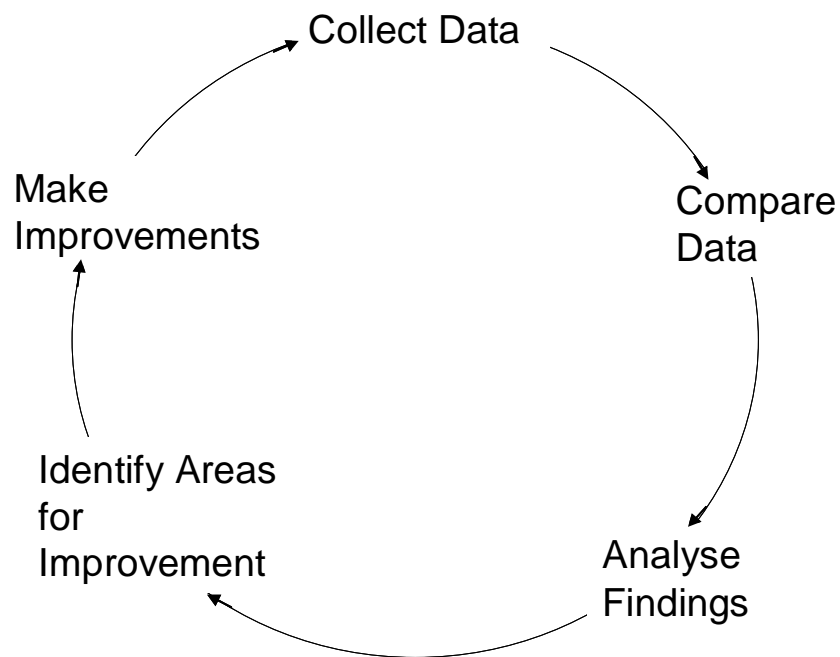 Collect Data
Compare
Data
Analyse
Findings
Identify Areas
for
Improvement
Make
Improvements